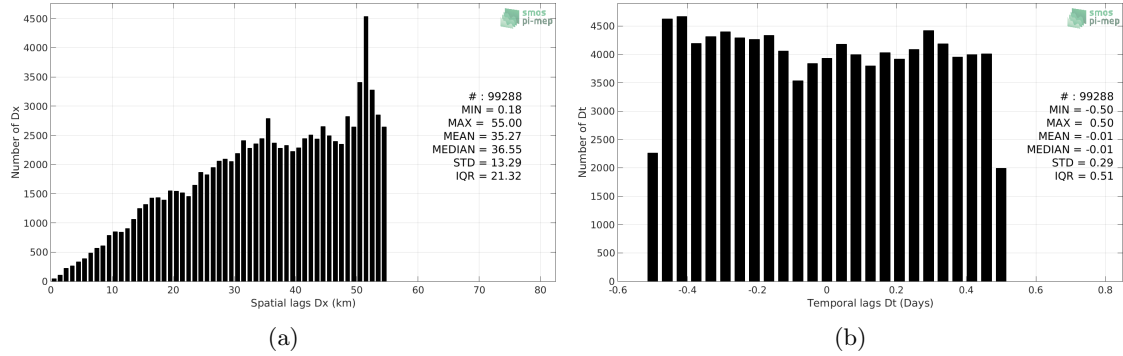 smos
pi-mep
4500
4000
3500
3000
2500
2000
1500
1000
500
0
Number of Dx
# : 99288
MIN = 0.18
MAX = 55.00
MEAN = 35.27
MEDIAN = 36.55
STD = 13.29
IQR = 21.32
0 10 20 30 40 50 60 70 80
Spatial lags Dx (km)
(a)
smos
pi-mep
4500
4000
3500
3000
2500
2000
1500
1000
500
0
Number of Dt
# : 99288
MIN = -0.50
MAX = 0.50
MEAN = -0.01
MEDIAN = -0.01
STD = 0.29
IQR = 0.51
-0.6 -0.4 -0.2 0 0.2 0.4 0.6 0.8
Temporal lags Dt (Days)
(b)